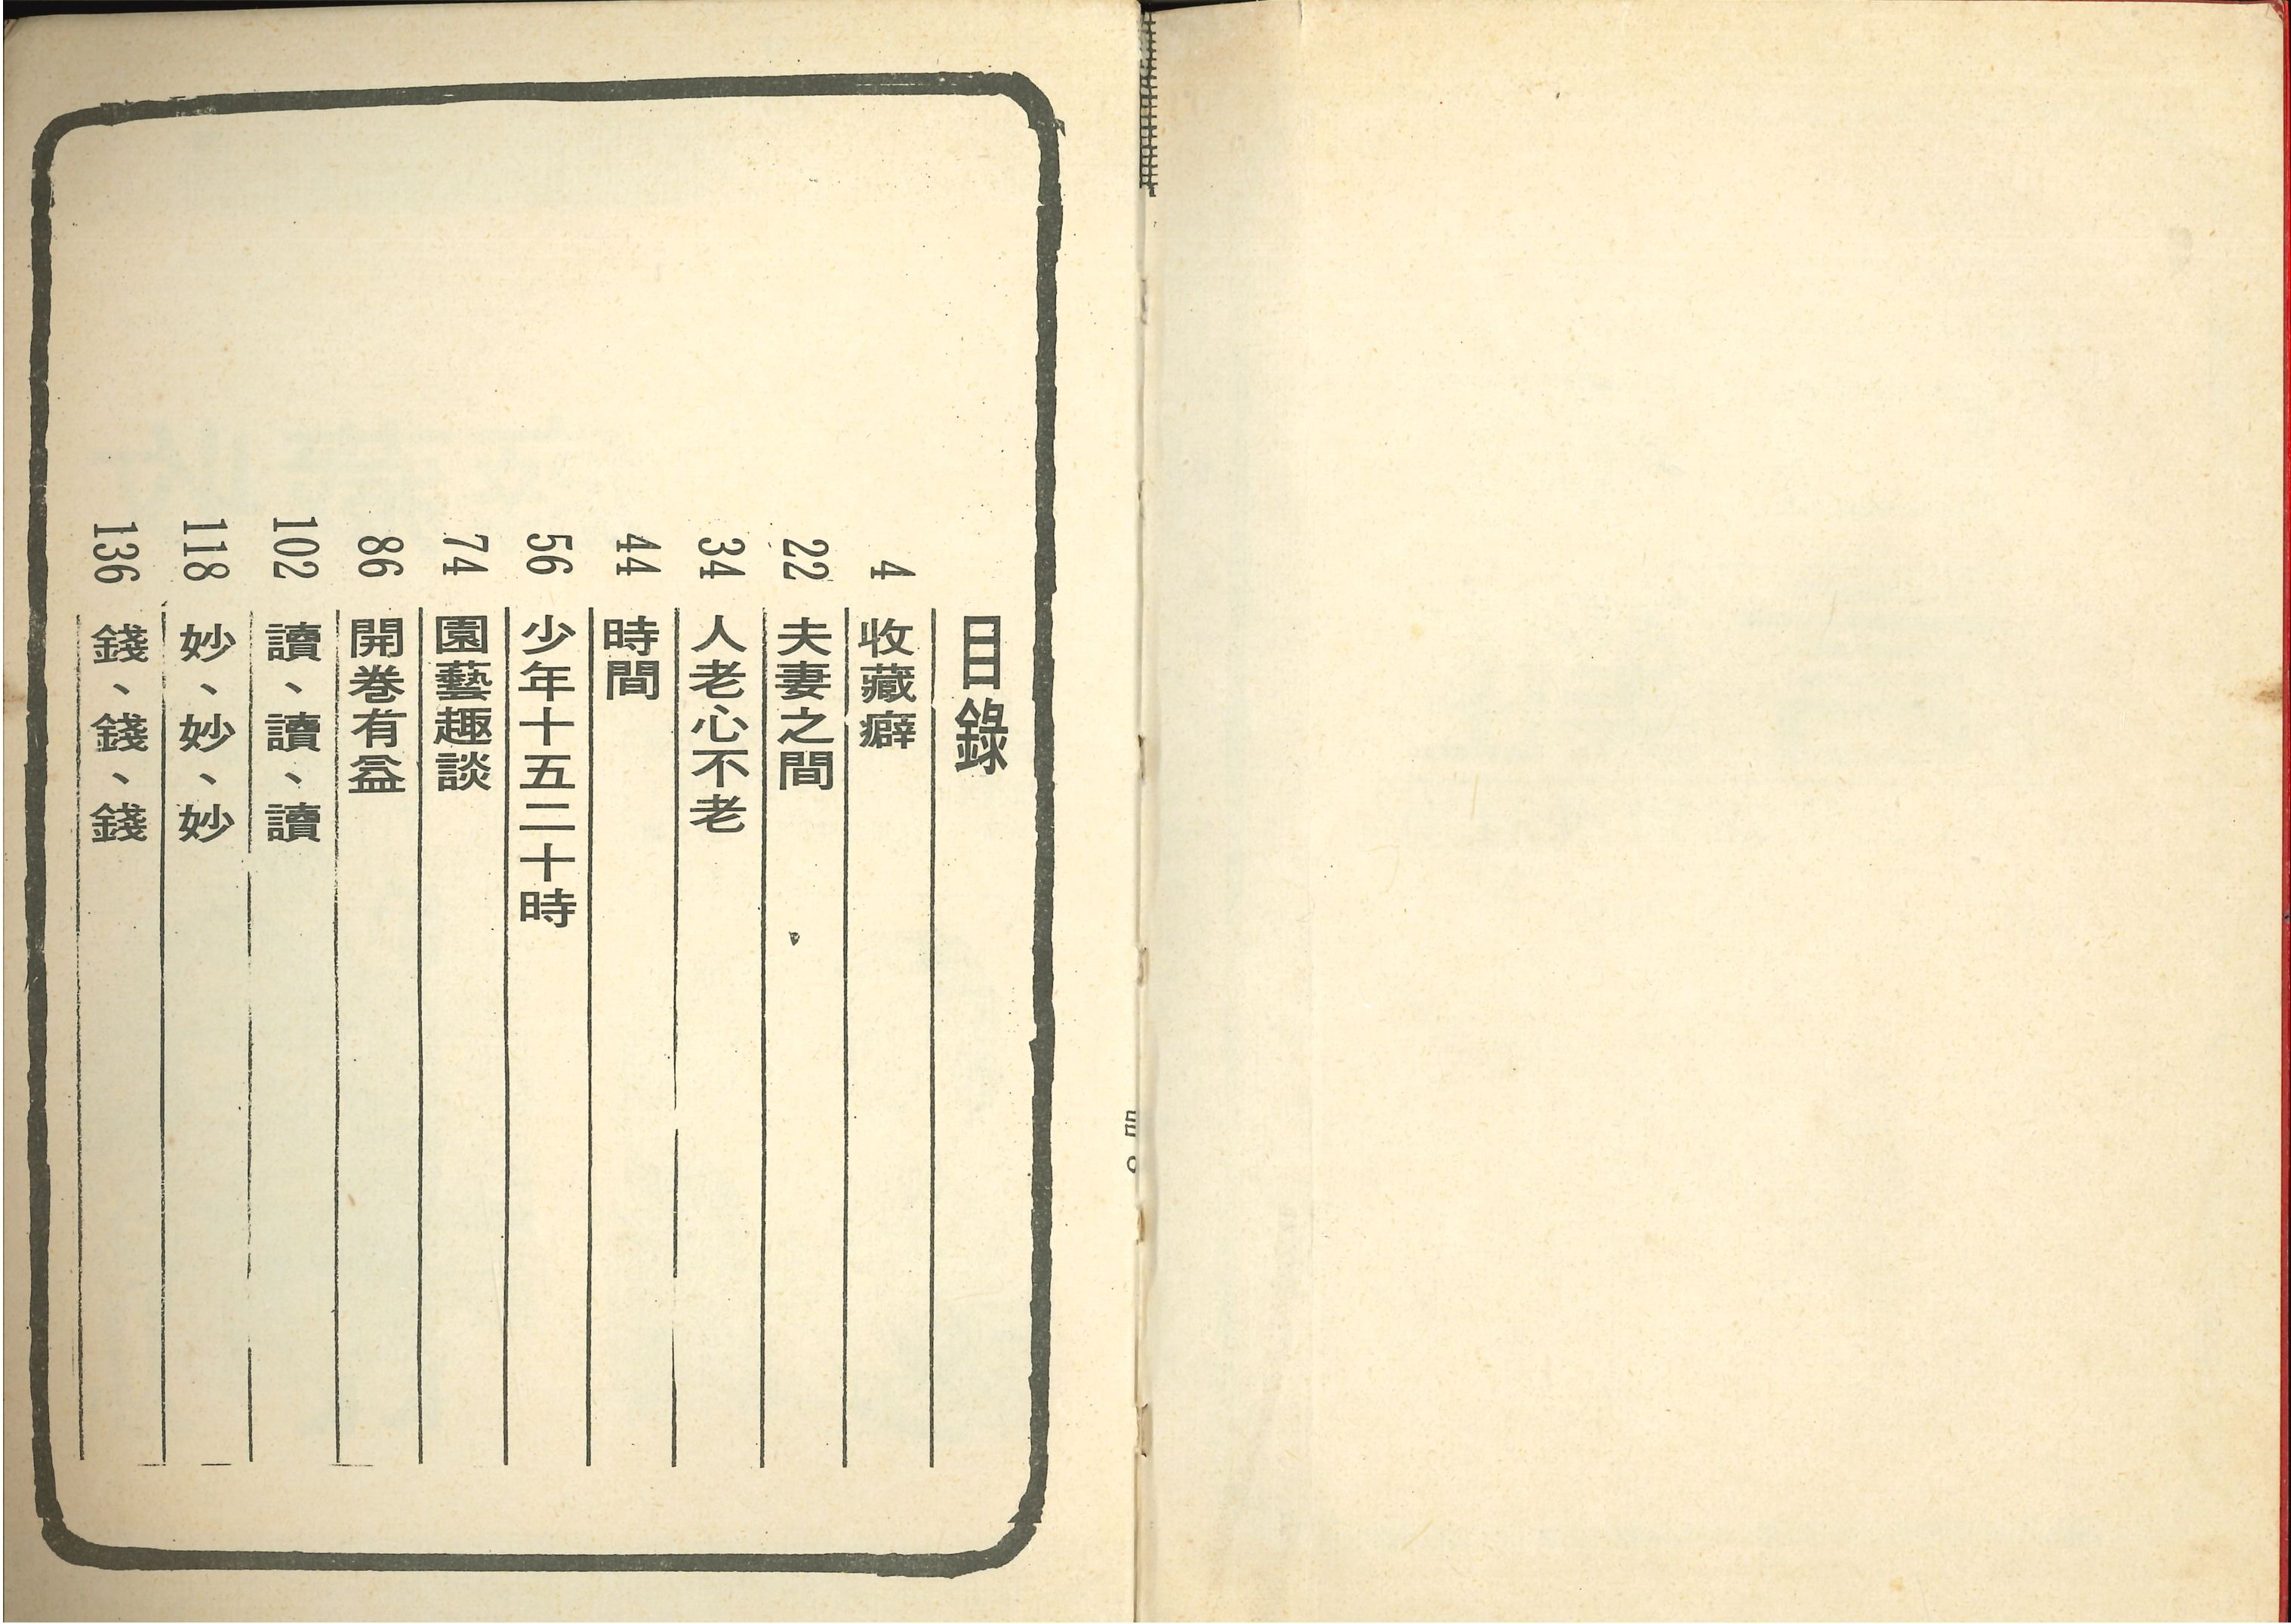 目錄
4 收藏癖
22 夫妻之間
34 人老心不老
44 時間
56 少年十五二十時
74 園藝趣談
86 開卷有益
102 讀、讀、讀
118 妙、妙、妙
136 錢、錢、錢